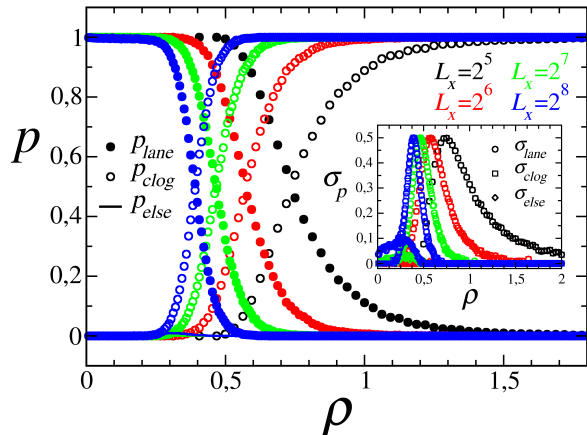 1
0,8
0,6
0,4
0,2
0
p
0
0,5
1
1,5
ρ
p_lane
p_clog
p_else
L_x=2^5
L_x=2^7
L_x=2^6
L_x=2^8
0,5
0,4
0,3
0,2
0,1
0
σ_p
σ_lane
σ_clog
σ_else
0
0,5
1
1,5
2
ρ